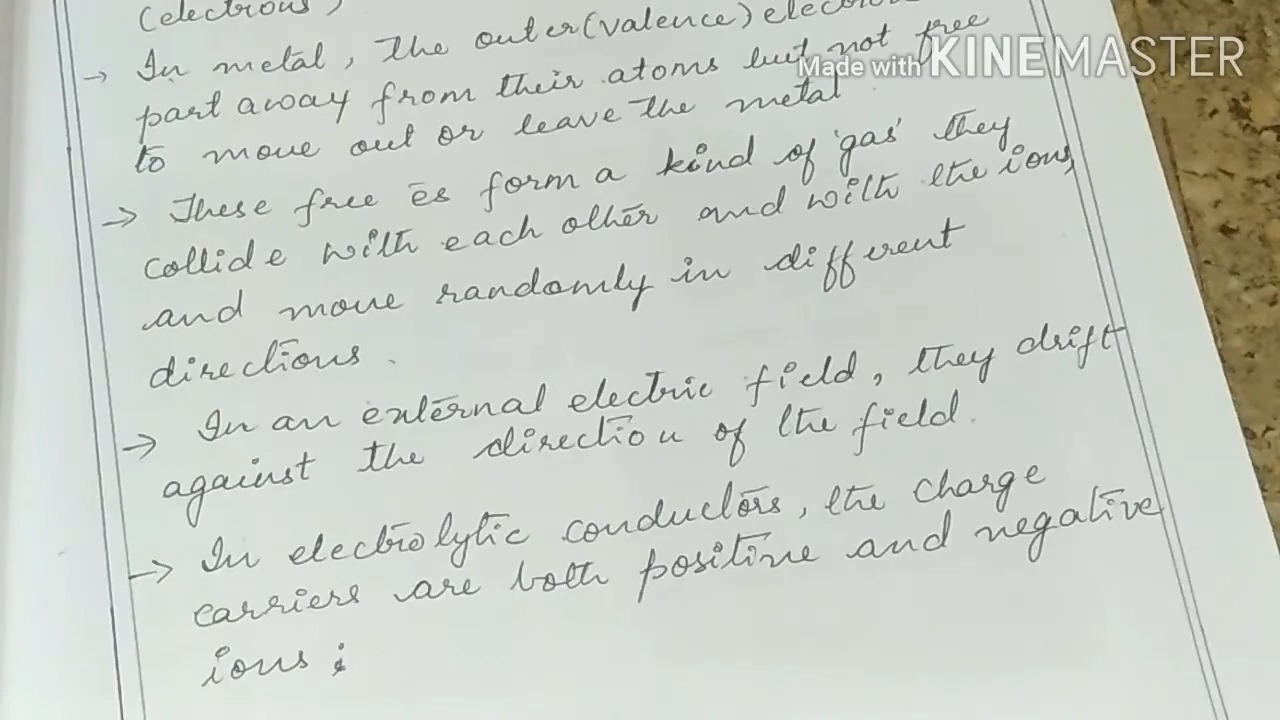 (electrons)
→ In metal, the outer(valence) electrons
part away from their atoms but not free
to move out or leave the metal
→ These free ēs form a kind of 'gas' they
collide with each other and with the ions,
and move randomly in different
directions.
→ In an external electric field, they drift
against the direction of the field.
→ In electrolytic conductors, the charge
carriers are both positive and negative
ions ;
Made with KINEMASTER